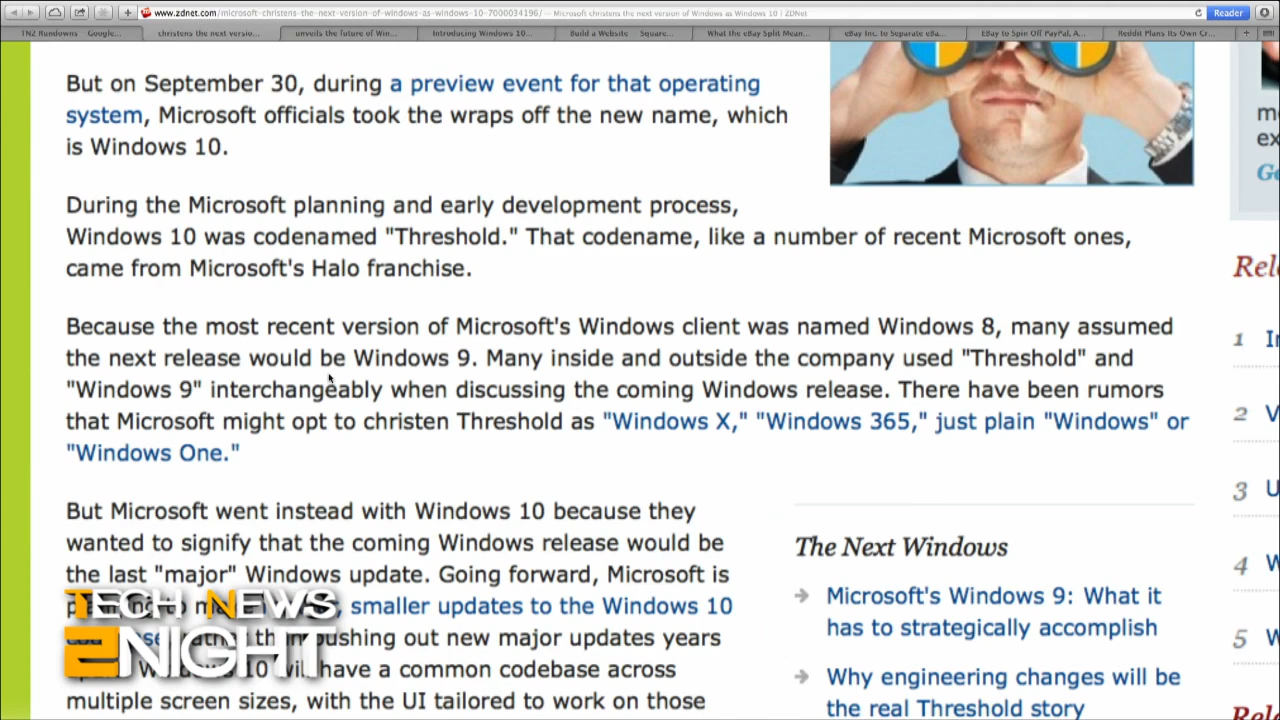 www.zdnet.com/microsoft-christens-the-next-version-of-windows-as-windows-10-7000034196/ — Microsoft christens the next version of Windows as Windows 10 | ZDNet
Reader
TN2 Rundowns Google...
christens the next versio...
unveils the future of Win...
Introducing Windows 10...
Build a Website Square...
What the eBay Split Mean...
eBay Inc. to Separate eBa...
EBay to Spin Off PayPal, A...
Reddit Plans Its Own Cr...
But on September 30, during a preview event for that operating
system, Microsoft officials took the wraps off the new name, which
is Windows 10.
During the Microsoft planning and early development process,
Windows 10 was codenamed "Threshold." That codename, like a number of recent Microsoft ones,
came from Microsoft's Halo franchise.
Because the most recent version of Microsoft's Windows client was named Windows 8, many assumed
the next release would be Windows 9. Many inside and outside the company used "Threshold" and
"Windows 9" interchangeably when discussing the coming Windows release. There have been rumors
that Microsoft might opt to christen Threshold as "Windows X," "Windows 365," just plain "Windows" or
"Windows One."
But Microsoft went instead with Windows 10 because they
wanted to signify that the coming Windows release would be
the last "major" Windows update. Going forward, Microsoft is
smaller updates to the Windows 10
pushing out new major updates years
10 will have a common codebase across
multiple screen sizes, with the UI tailored to work on those
The Next Windows
Microsoft's Windows 9: What it
has to strategically accomplish
Why engineering changes will be
the real Threshold story
Rel
1
2
3
4
5
TECH NEWS
2NIGHT